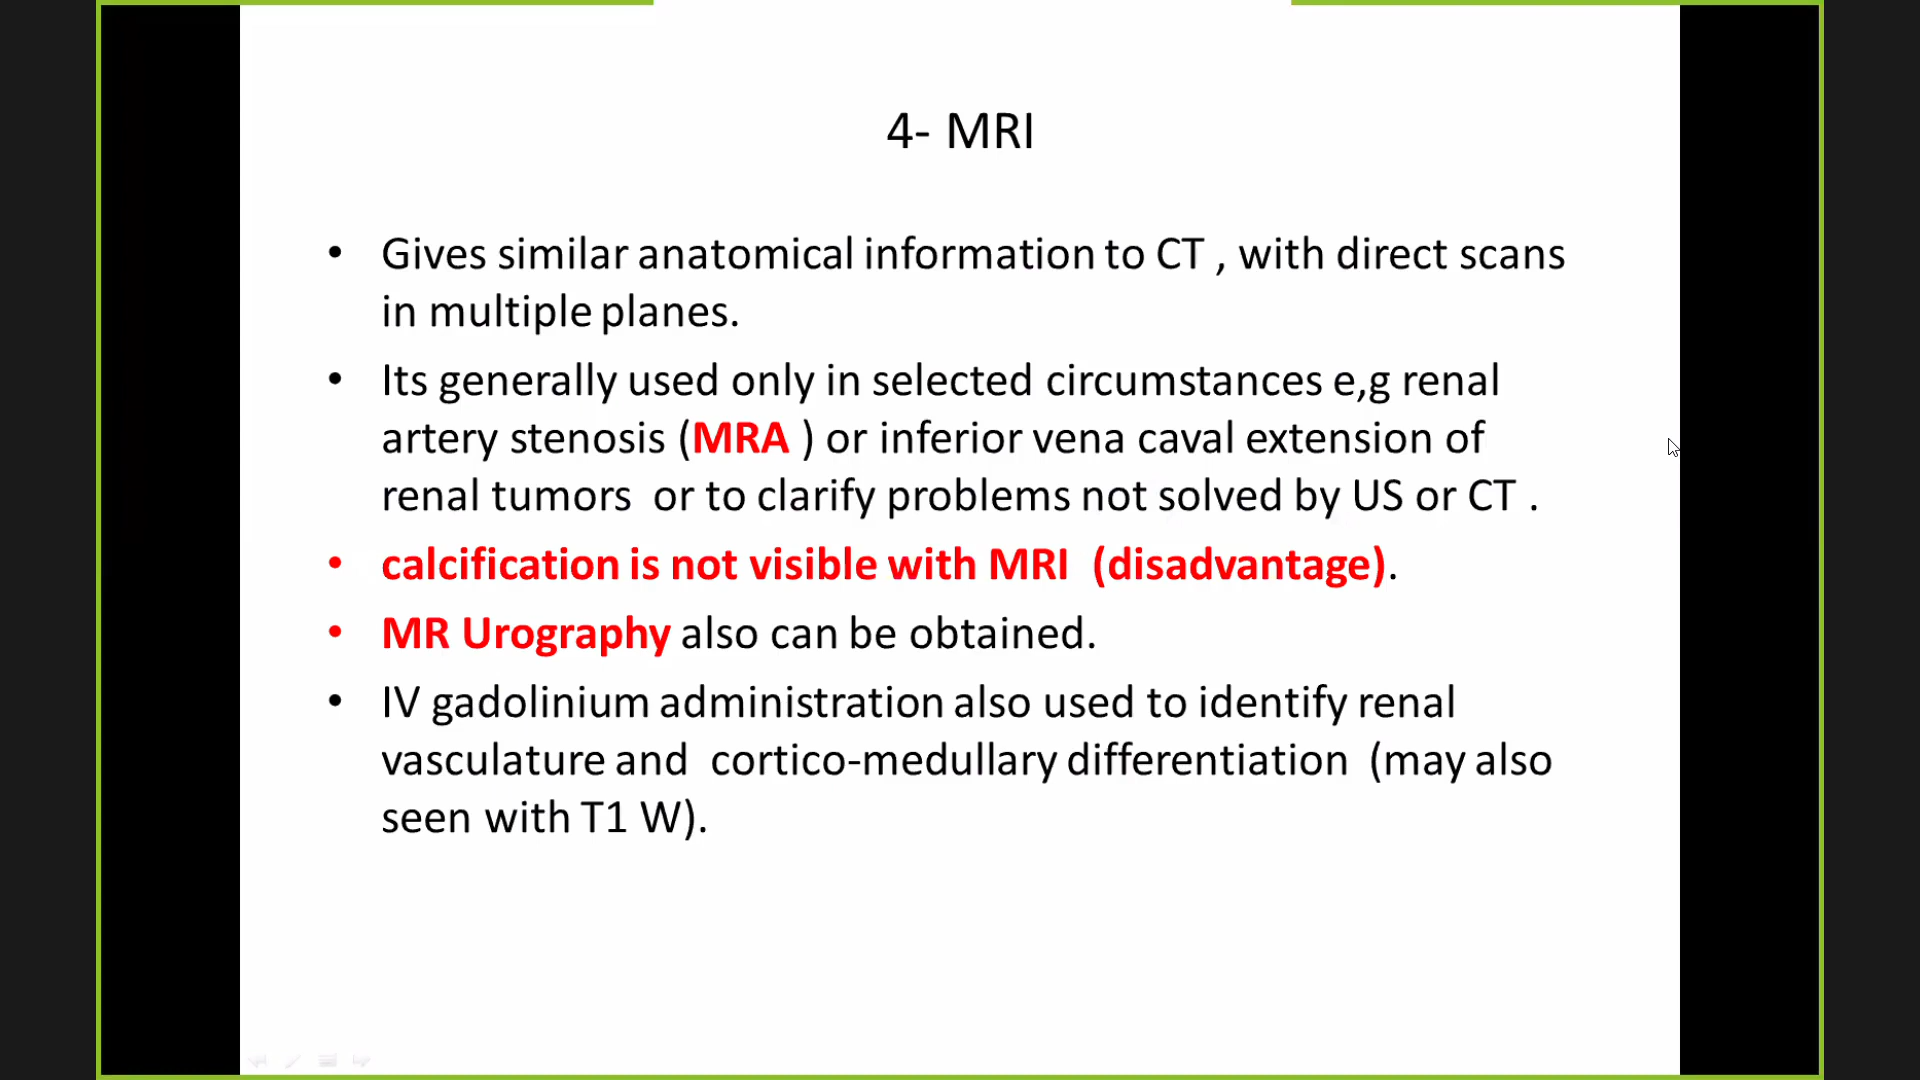 4- MRI
• Gives similar anatomical information to CT , with direct scans
in multiple planes.
• Its generally used only in selected circumstances e,g renal
artery stenosis (MRA ) or inferior vena caval extension of
renal tumors  or to clarify problems not solved by US or CT .
• calcification is not visible with MRI  (disadvantage).
• MR Urography also can be obtained.
• IV gadolinium administration also used to identify renal
vasculature and  cortico-medullary differentiation  (may also
seen with T1 W).